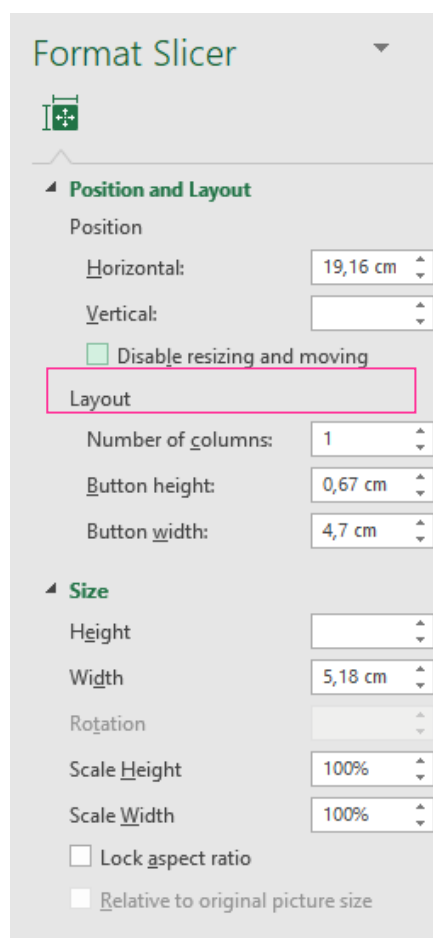 Format Slicer
Position and Layout
Position
Horizontal: 19,16 cm
Vertical:
Disable resizing and moving
Layout
Number of columns: 1
Button height: 0,67 cm
Button width: 4,7 cm
Size
Height
Width 5,18 cm
Rotation
Scale Height 100%
Scale Width 100%
Lock aspect ratio
Relative to original picture size